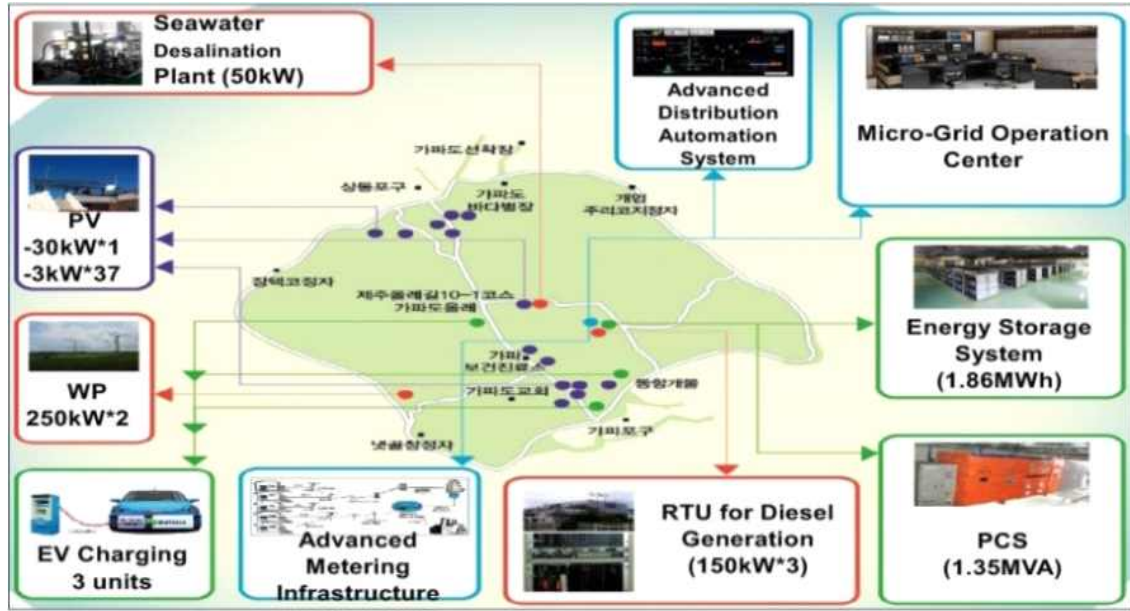 Seawater
Desalination
Plant (50kW)
Advanced
Distribution
Automation
System
Micro-Grid Operation
Center
PV
-30kW*1
-3kW*37
가파도선착장
상동포구
가파도
바다별장
개엄
주리코지정자
장택코정자
제주올레길10-1코스
가파도올레
WP
250kW*2
Energy Storage
System
(1.86MWh)
가파
보건진료소
가파도교회
동항개물
가파포구
냇골챙정자
EV Charging
3 units
Advanced
Metering
Infrastructure
RTU for Diesel
Generation
(150kW*3)
PCS
(1.35MVA)